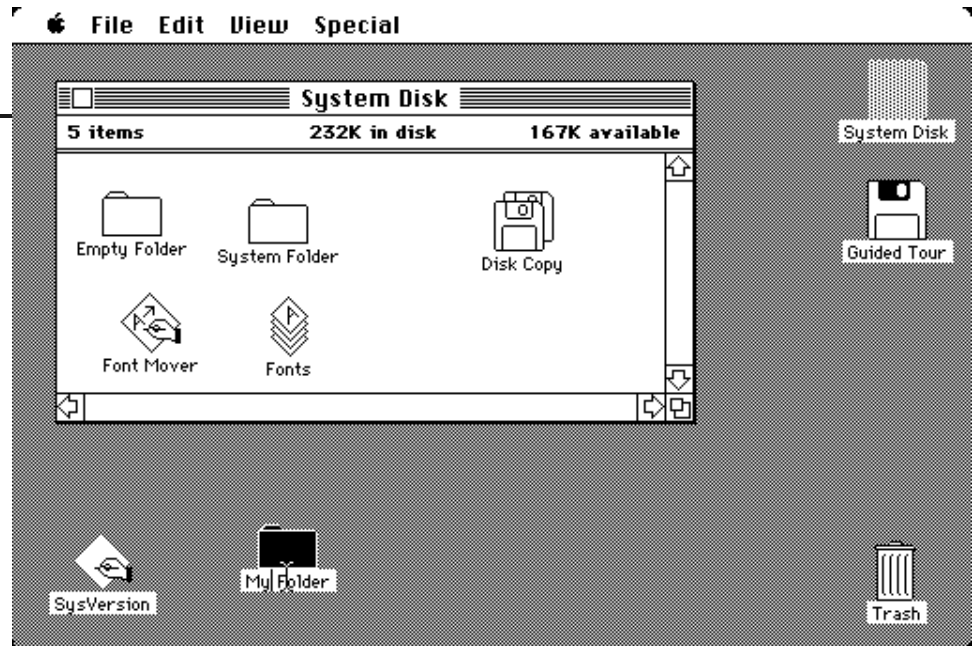 File Edit View Special
System Disk
5 items 232K in disk 167K available
Empty Folder
System Folder
Disk Copy
Font Mover
Fonts
System Disk
Guided Tour
SysVersion
My Folder
Trash